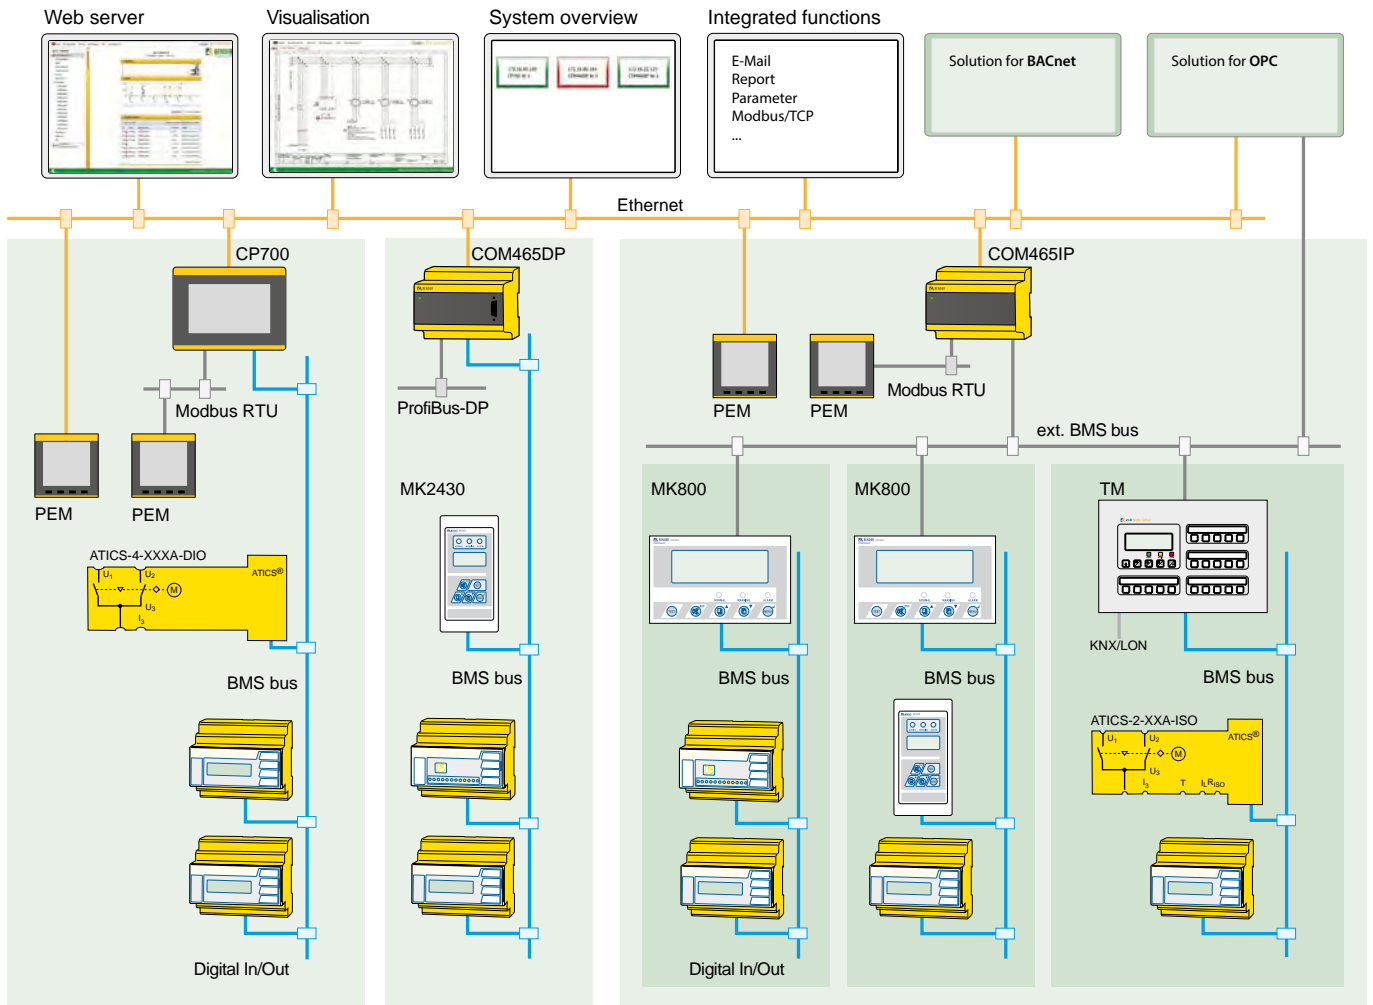 Web server
Visualisation
System overview
Integrated functions
E-Mail
Report
Parameter
Modbus/TCP
...
Solution for BACnet
Solution for OPC
Ethernet
CP700
COM465DP
COM465IP
Modbus RTU
ProfiBus-DP
PEM
PEM
Modbus RTU
PEM
PEM
ext. BMS bus
MK2430
MK800
MK800
TM
ATICS-4-XXXA-DIO
ATICS®
U1
U2
M
U3
I3
KNX/LON
BMS bus
BMS bus
BMS bus
BMS bus
BMS bus
ATICS-2-XXA-ISO
ATICS®
U1
U2
M
U3
I3
T
ILRISO
Digital In/Out
Digital In/Out